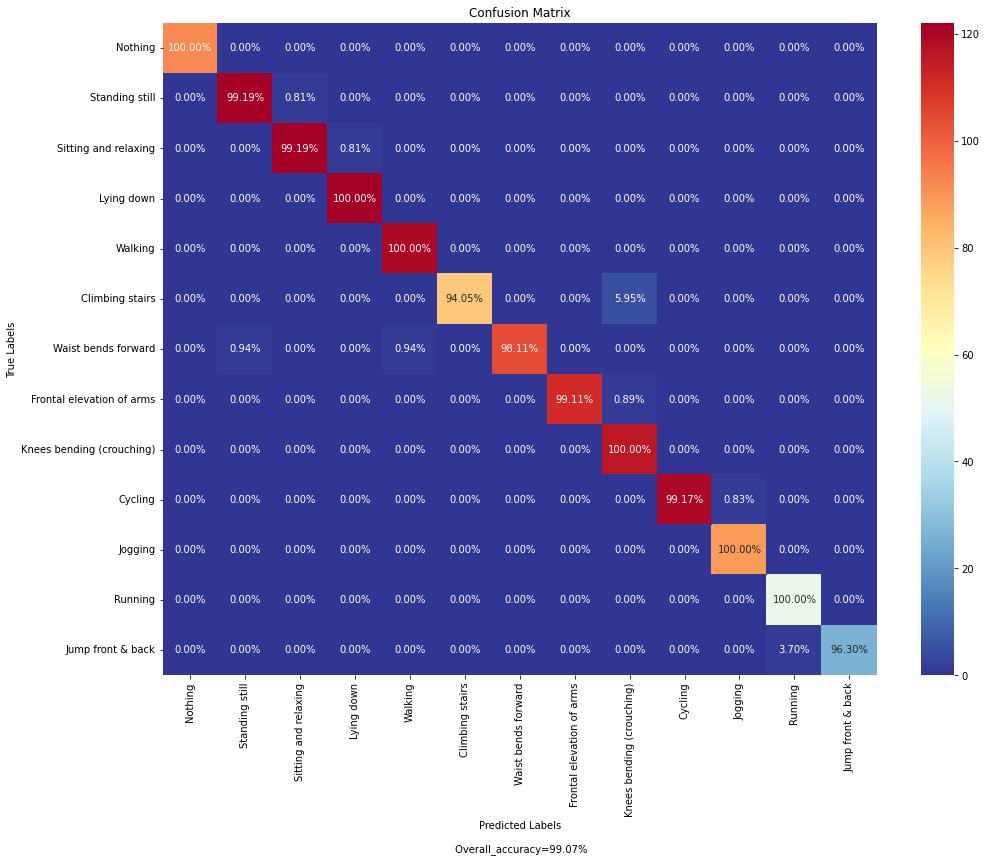 Confusion Matrix
Nothing 100.00% 0.00% 0.00% 0.00% 0.00% 0.00% 0.00% 0.00% 0.00% 0.00% 0.00% 0.00% 0.00%
Standing still 0.00% 99.19% 0.81% 0.00% 0.00% 0.00% 0.00% 0.00% 0.00% 0.00% 0.00% 0.00% 0.00%
Sitting and relaxing 0.00% 0.00% 99.19% 0.81% 0.00% 0.00% 0.00% 0.00% 0.00% 0.00% 0.00% 0.00% 0.00%
Lying down 0.00% 0.00% 0.00% 100.00% 0.00% 0.00% 0.00% 0.00% 0.00% 0.00% 0.00% 0.00% 0.00%
Walking 0.00% 0.00% 0.00% 0.00% 100.00% 0.00% 0.00% 0.00% 0.00% 0.00% 0.00% 0.00% 0.00%
Climbing stairs 0.00% 0.00% 0.00% 0.00% 0.00% 94.05% 0.00% 0.00% 5.95% 0.00% 0.00% 0.00% 0.00%
Waist bends forward 0.00% 0.94% 0.00% 0.00% 0.94% 0.00% 98.11% 0.00% 0.00% 0.00% 0.00% 0.00% 0.00%
Frontal elevation of arms 0.00% 0.00% 0.00% 0.00% 0.00% 0.00% 0.00% 99.11% 0.89% 0.00% 0.00% 0.00% 0.00%
Knees bending (crouching) 0.00% 0.00% 0.00% 0.00% 0.00% 0.00% 0.00% 0.00% 100.00% 0.00% 0.00% 0.00% 0.00%
Cycling 0.00% 0.00% 0.00% 0.00% 0.00% 0.00% 0.00% 0.00% 0.00% 99.17% 0.83% 0.00% 0.00%
Jogging 0.00% 0.00% 0.00% 0.00% 0.00% 0.00% 0.00% 0.00% 0.00% 0.00% 100.00% 0.00% 0.00%
Running 0.00% 0.00% 0.00% 0.00% 0.00% 0.00% 0.00% 0.00% 0.00% 0.00% 0.00% 100.00% 0.00%
Jump front & back 0.00% 0.00% 0.00% 0.00% 0.00% 0.00% 0.00% 0.00% 0.00% 0.00% 0.00% 3.70% 96.30%
True Labels
Nothing
Standing still
Sitting and relaxing
Lying down
Walking
Climbing stairs
Waist bends forward
Frontal elevation of arms
Knees bending (crouching)
Cycling
Jogging
Running
Jump front & back
Predicted Labels
Overall_accuracy=99.07%
120
100
80
60
40
20
0